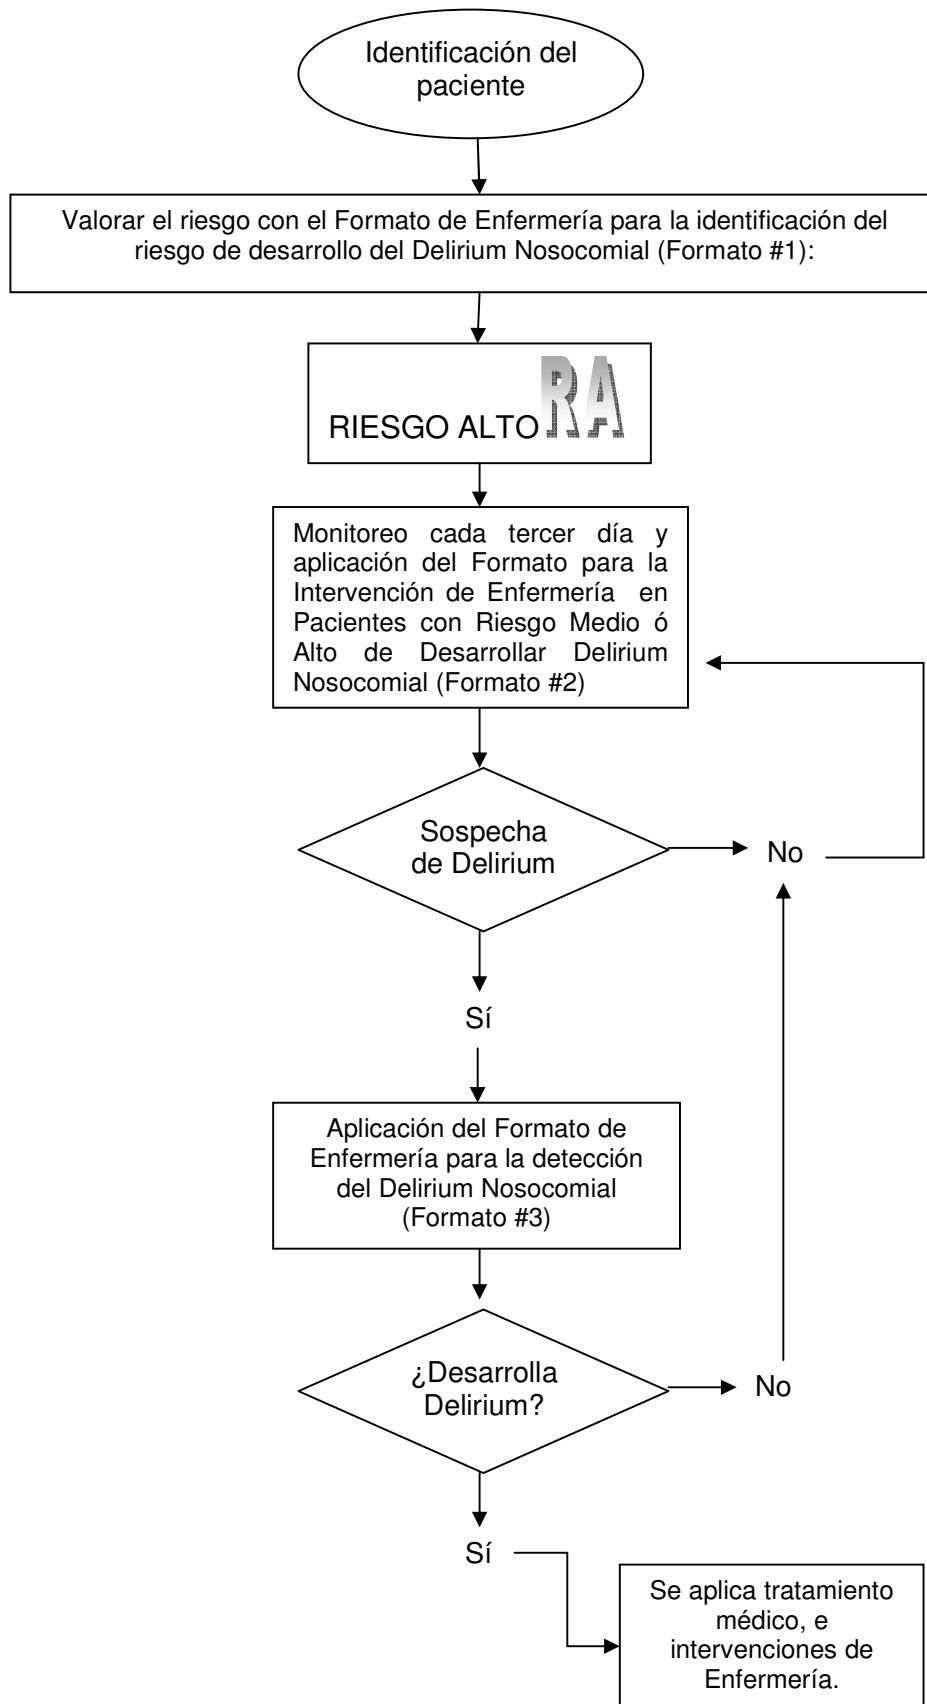 Identificación del
paciente
Valorar el riesgo con el Formato de Enfermería para la identificación del
riesgo de desarrollo del Delirium Nosocomial (Formato #1):
RIESGO ALTO RA
Monitoreo cada tercer día y
aplicación del Formato para la
Intervención de Enfermería en
Pacientes con Riesgo Medio ó
Alto de Desarrollar Delirium
Nosocomial (Formato #2)
Sospecha
de Delirium
No
Sí
Aplicación del Formato de
Enfermería para la detección
del Delirium Nosocomial
(Formato #3)
¿Desarrolla
Delirium?
No
Sí
Se aplica tratamiento
médico, e
intervenciones de
Enfermería.